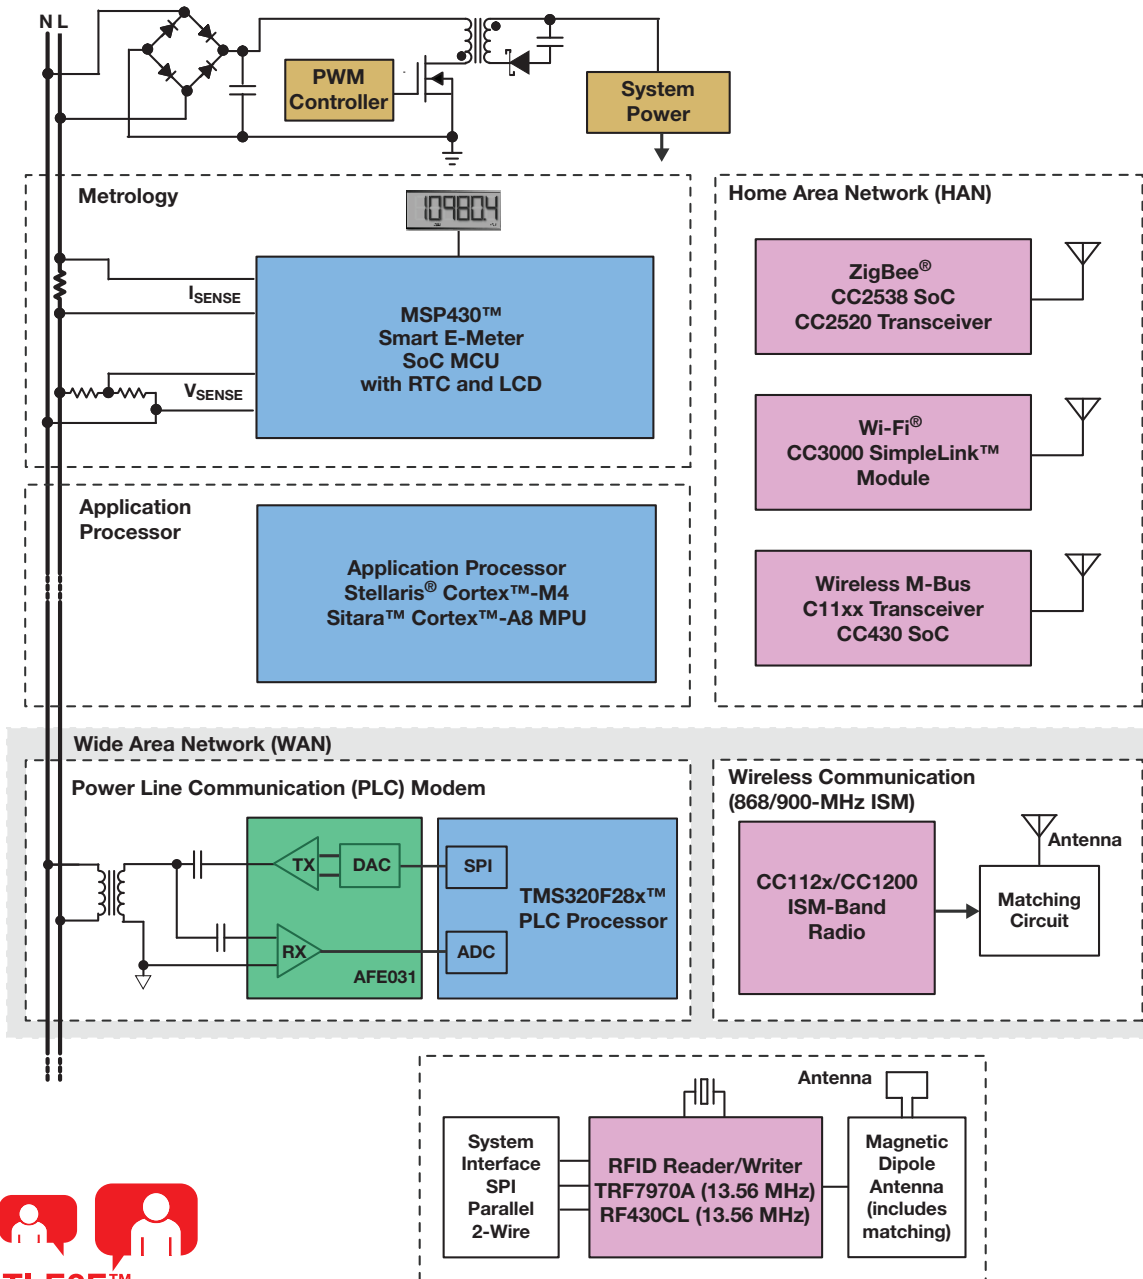 N L
PWM
Controller
System
Power
Metrology
109804
ISENSE
VSENSE
MSP430™
Smart E-Meter
SoC MCU
with RTC and LCD
Home Area Network (HAN)
ZigBee®
CC2538 SoC
CC2520 Transceiver
Wi-Fi®
CC3000 SimpleLink™
Module
Wireless M-Bus
C11xx Transceiver
CC430 SoC
Application
Processor
Application Processor
Stellaris® Cortex™-M4
Sitara™ Cortex™-A8 MPU
Wide Area Network (WAN)
Power Line Communication (PLC) Modem
TX
DAC
SPI
TMS320F28x™
PLC Processor
RX
ADC
AFE031
Wireless Communication
(868/900-MHz ISM)
Antenna
CC112x/CC1200
ISM-Band
Radio
Matching
Circuit
Antenna
System
Interface
SPI
Parallel
2-Wire
RFID Reader/Writer
TRF7970A (13.56 MHz)
RF430CL (13.56 MHz)
Magnetic
Dipole
Antenna
(includes
matching)